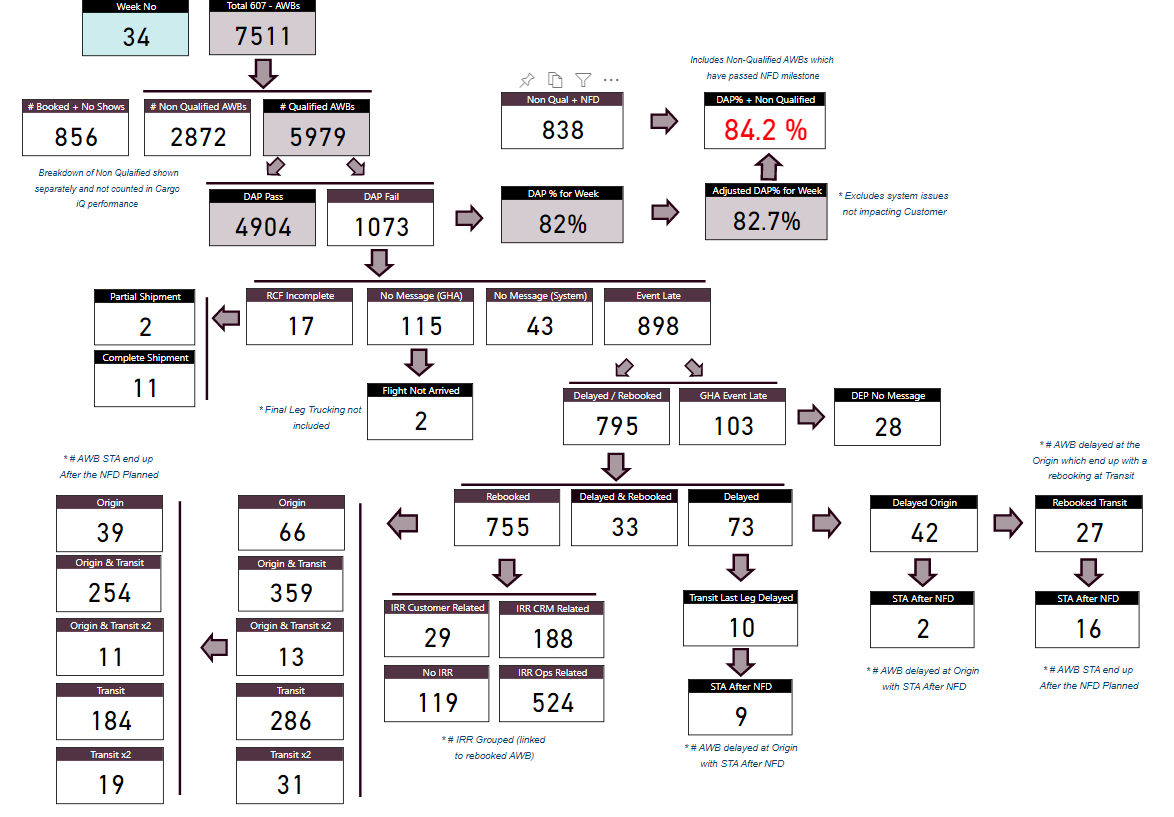 Week No
34
Total 607 - AWBs
7511
Includes Non-Qualified AWBs which
have passed NFD milestone
# Booked + No Shows
856
# Non Qualified AWBs
2872
# Qualified AWBs
5979
Non Qual + NFD
838
DAP% + Non Qualified
84.2 %
Breakdown of Non Qulaified shown
separately and not counted in Cargo
iQ performance
DAP Pass
4904
DAP Fail
1073
DAP % for Week
82%
Adjusted DAP% for Week
82.7%
* Excludes system issues
not impacting Customer
Partial Shipment
2
Complete Shipment
11
RCF Incomplete
17
No Message (GHA)
115
No Message (System)
43
Event Late
898
* Final Leg Trucking not
included
Flight Not Arrived
2
Delayed / Rebooked
795
GHA Event Late
103
DEP No Message
28
* # AWB STA end up
After the NFD Planned
* # AWB delayed at the
Origin which end up with a
rebooking at Transit
Origin
39
Origin & Transit
254
Origin & Transit x2
11
Transit
184
Transit x2
19
Origin
66
Origin & Transit
359
Origin & Transit x2
13
Transit
286
Transit x2
31
Rebooked
755
Delayed & Rebooked
33
Delayed
73
Delayed Origin
42
Rebooked Transit
27
IRR Customer Related
29
IRR CRM Related
188
No IRR
119
IRR Ops Related
524
* # IRR Grouped (linked
to rebooked AWB)
Transit Last Leg Delayed
10
STA After NFD
9
* # AWB delayed at Origin
with STA After NFD
STA After NFD
2
* # AWB delayed at Origin
with STA After NFD
STA After NFD
16
* # AWB STA end up
After the NFD Planned